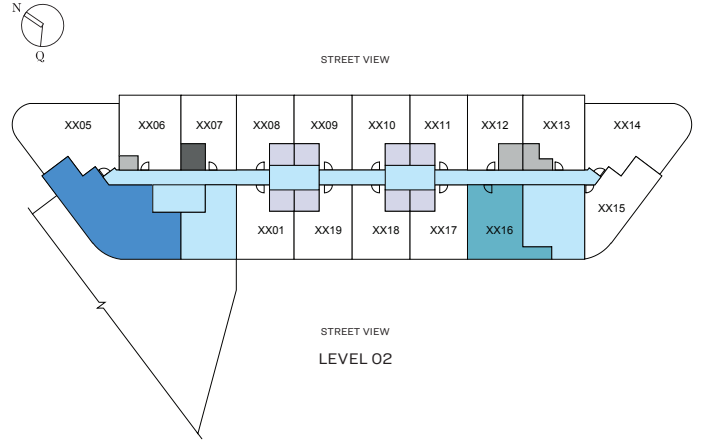 N
Q
STREET VIEW
XX05 XX06 XX07 XX08 XX09 XX10 XX11 XX12 XX13 XX14
XX15
XX01 XX19 XX18 XX17 XX16
STREET VIEW
LEVEL 02